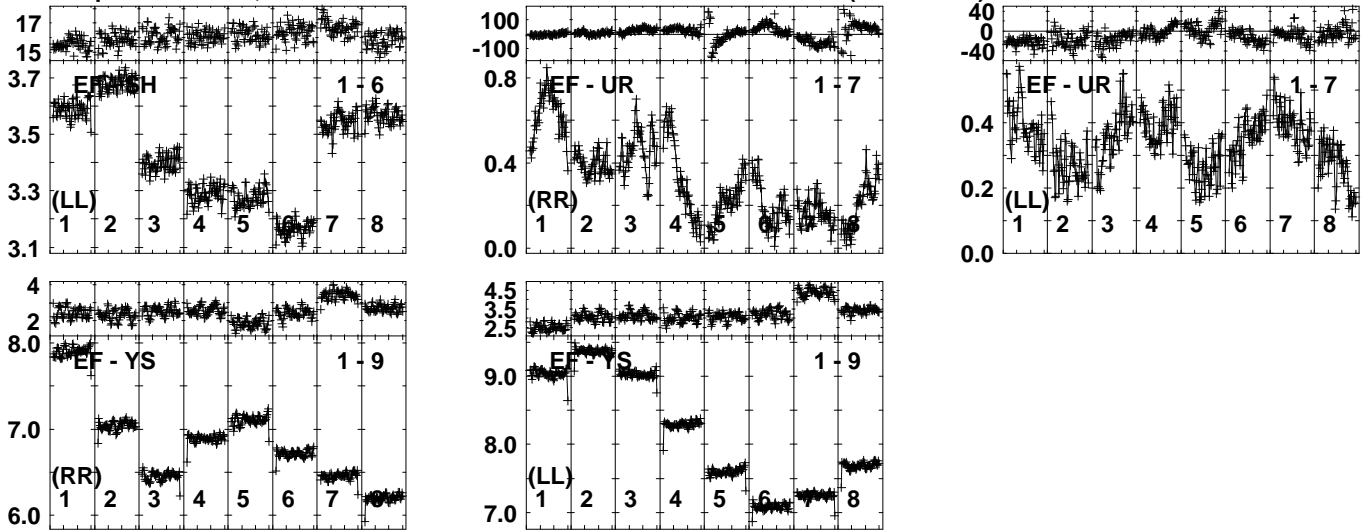 17
15
3.7
3.5
3.3
3.1
EF - SH 1 - 6
(LL)
1 2 3 4 5 6 7 8
100
-100
0.8
0.4
0.0
EF - UR 1 - 7
(RR)
1 2 3 4 5 6 7 8
40
0
-40
0.4
0.2
0.0
EF - UR 1 - 7
(LL)
1 2 3 4 5 6 7 8
4
2
8.0
7.0
6.0
EF - YS 1 - 9
(RR)
1 2 3 4 5 6 7 8
4.5
3.5
2.5
9.0
8.0
7.0
EF - YS 1 - 9
(LL)
1 2 3 4 5 6 7 8